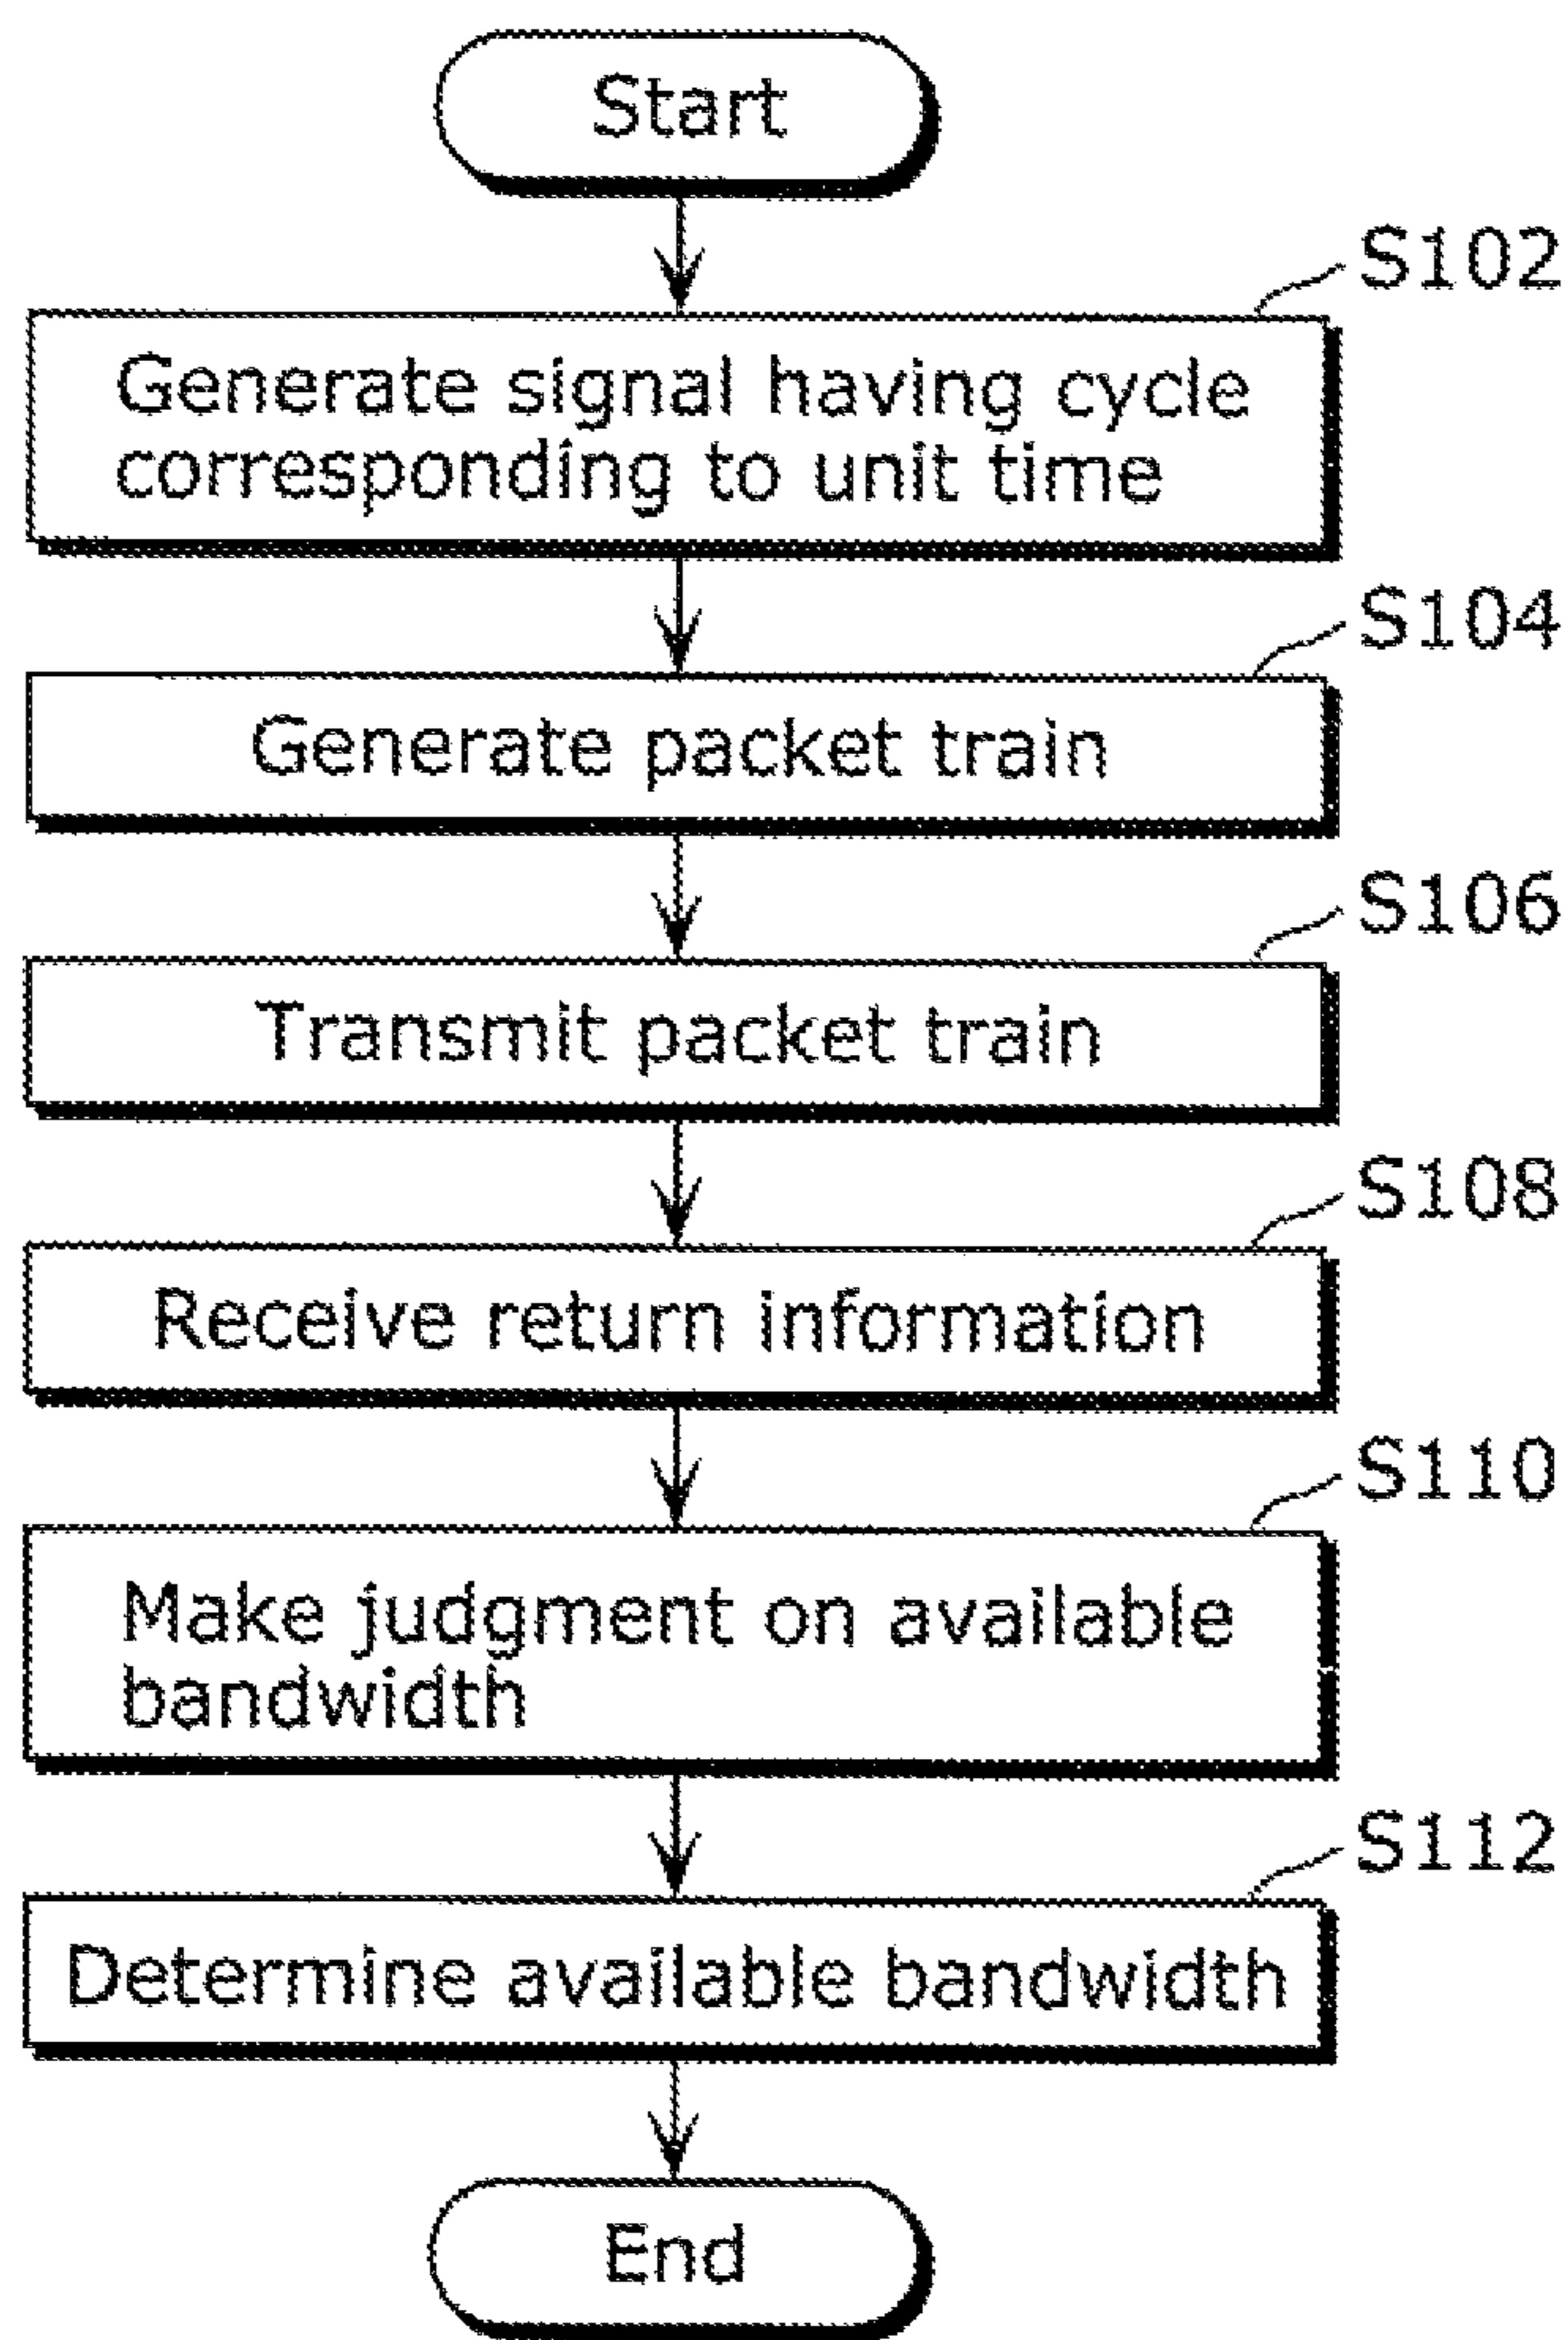 Start
S102
Generate signal having cycle
corresponding to unit time
S104
Generate packet train
S106
Transmit packet train
S108
Receive return information
S110
Make judgment on available
bandwidth
S112
Determine available bandwidth
End